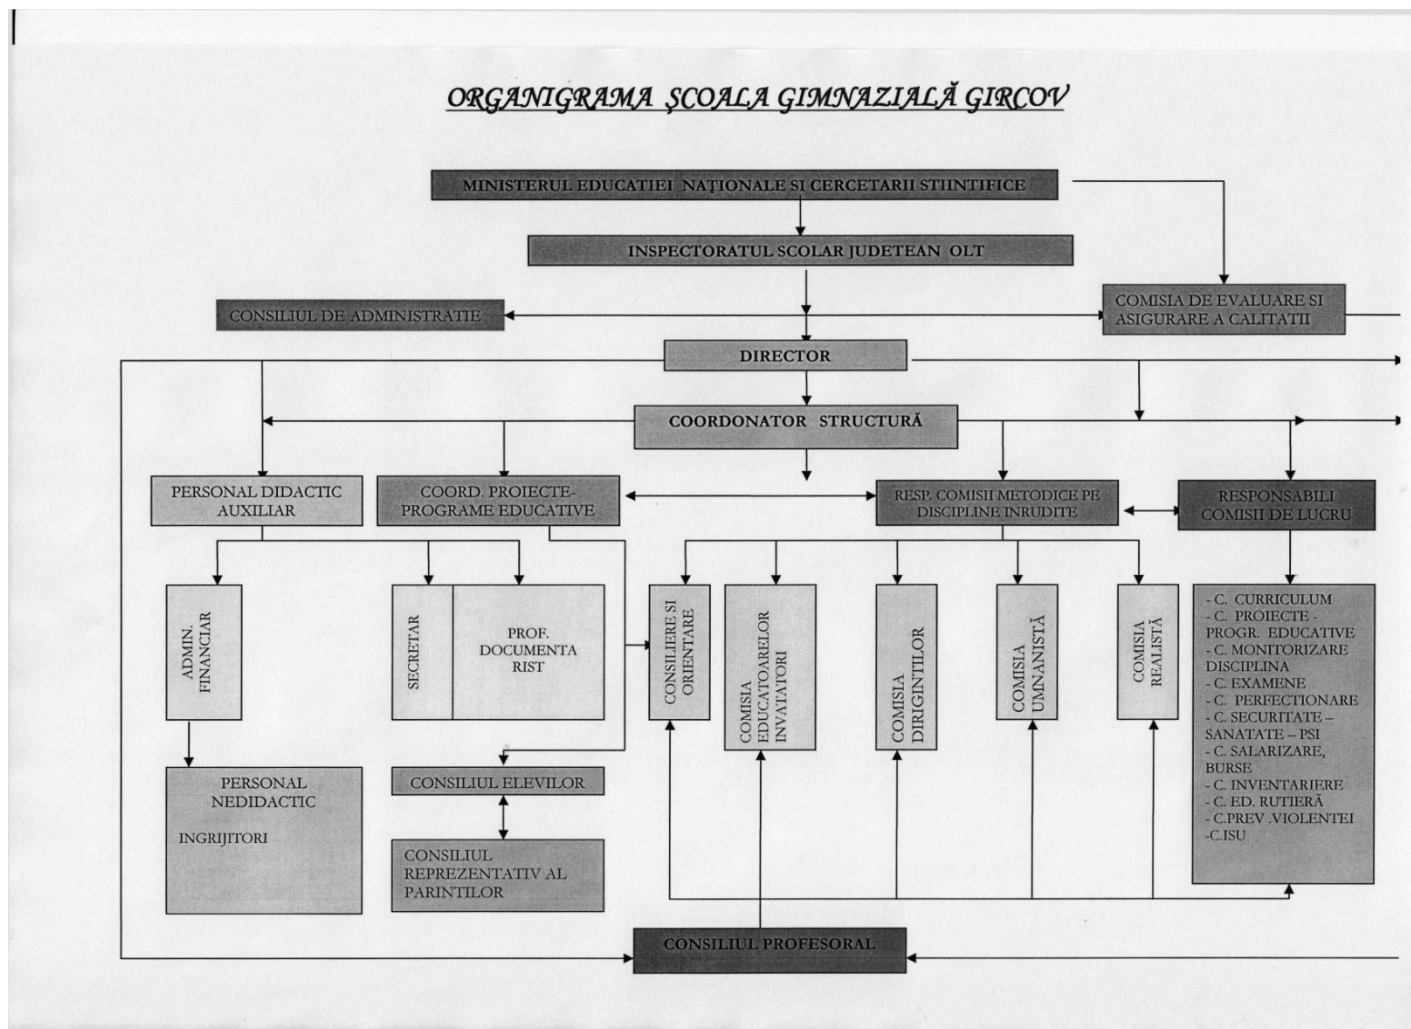 ORGANIGRAMA ŞCOALA GIMNAZIALĂ GIRCOV
MINISTERUL EDUCATIEI NAŢIONALE SI CERCETARII STIINTIFICE
INSPECTORATUL SCOLAR JUDETEAN OLT
CONSILIUL DE ADMINISTRATIE
COMISIA DE EVALUARE SI
ASIGURARE A CALITATII
DIRECTOR
COORDONATOR STRUCTURĂ
PERSONAL DIDACTIC
AUXILIAR
COORD. PROIECTE-
PROGRAME EDUCATIVE
RESP. COMISII METODICE PE
DISCIPLINE INRUDITE
RESPONSABILI
COMISII DE LUCRU
ADMIN.
FINANCIAR
SECRETAR
PROF.
DOCUMENTA
RIST
CONSILIERE SI
ORIENTARE
COMISIA
EDUCATOARELOR
INVATATORI
COMISIA
DIRIGINTILOR
COMISIA
UMNANISTĂ
COMISIA
REALISTĂ
- C. CURRICULUM
- C. PROIECTE -
PROGR. EDUCATIVE
- C. MONITORIZARE
DISCIPLINA
- C. EXAMENE
- C. PERFECTIONARE
- C. SECURITATE –
SANATATE – PSI
- C. SALARIZARE,
BURSE
- C. INVENTARIERE
- C. ED. RUTIERĂ
- C.PREV .VIOLENTEI
-C.ISU
PERSONAL
NEDIDACTIC
INGRIJITORI
CONSILIUL ELEVILOR
CONSILIUL
REPREZENTATIV AL
PARINTILOR
CONSILIUL PROFESORAL